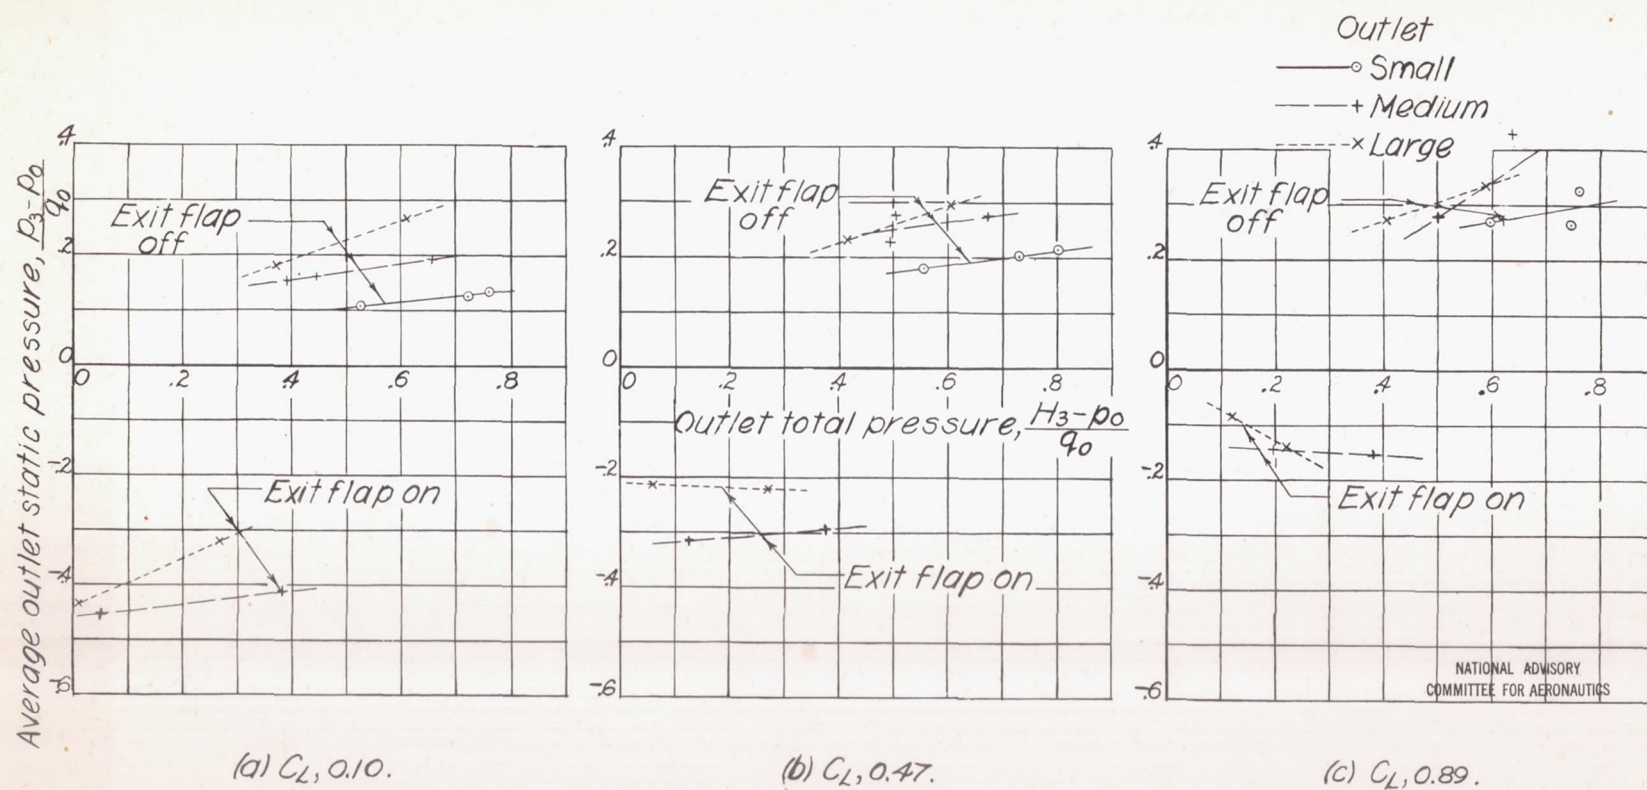 Outlet
Small
Medium
Large
Average outlet static pressure, p3-p0
q0
.4
.2
0
-.2
-.4
-.6
0 .2 .4 .6 .8
Exit flap
off
Exit flap on
(a) CL, 0.10.
.4
.2
0
-.2
-.4
-.6
0 .2 .4 .6 .8
Exit flap
off
Outlet total pressure, H3-p0
q0
Exit flap on
(b) CL, 0.47.
.4
.2
0
-.2
-.4
-.6
0 .2 .4 .6 .8
Exit flap
off
Exit flap on
NATIONAL ADVISORY
COMMITTEE FOR AERONAUTICS
(c) CL, 0.89.